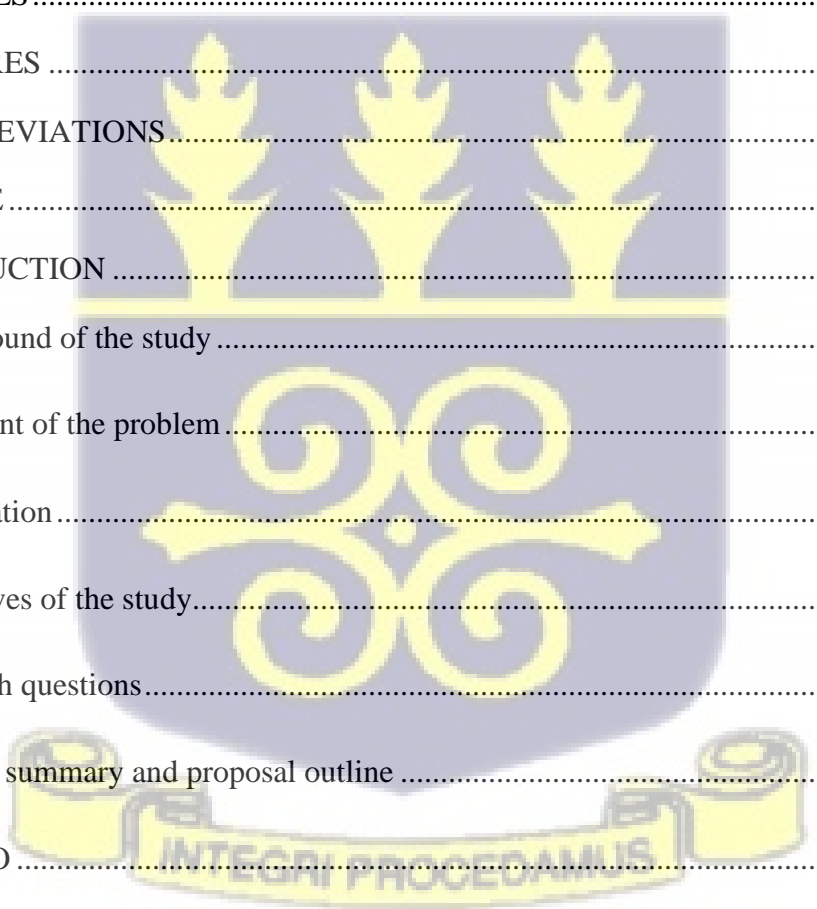 ES ........................................................................
RES ........................................................................
EVIATIONS ........................................................................
E ........................................................................
UCTION ........................................................................
ound of the study ........................................................................
nt of the problem ........................................................................
ation ........................................................................
ves of the study ........................................................................
h questions ........................................................................
summary and proposal outline ........................................................................
O ........................................................................
INTEGRI PROCEDAMUS